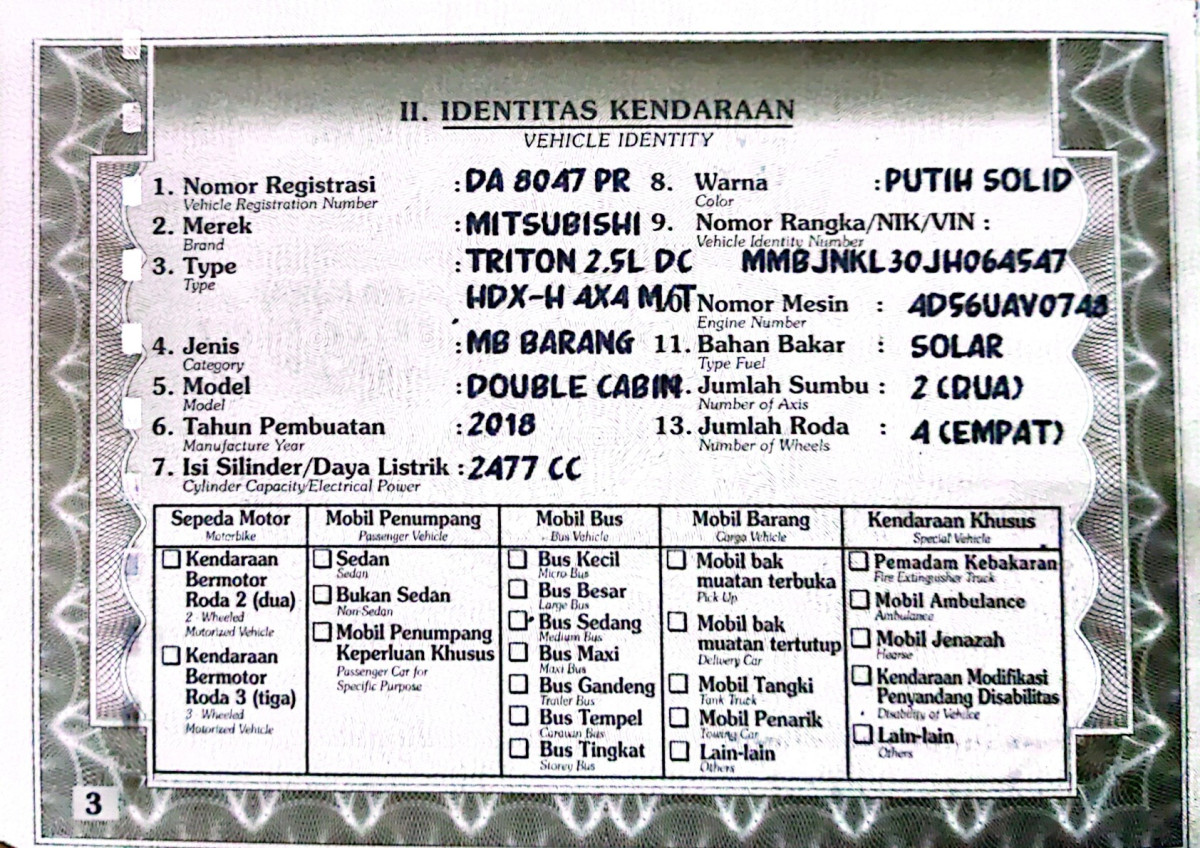 II. IDENTITAS KENDARAAN
VEHICLE IDENTITY
1. Nomor Registrasi : DA 8047 PR
Vehicle Registration Number
2. Merek : MITSUBISHI
Brand
3. Type : TRITON 2.5L DC
Type
HDX-H 4X4 M/T
4. Jenis : MB BARANG
Category
5. Model : DOUBLE CABIN
Model
6. Tahun Pembuatan : 2018
Manufacture Year
7. Isi Silinder/Daya Listrik : 2477 CC
Cylinder Capacity/Electrical Power
8. Warna : PUTIH SOLID
Color
9. Nomor Rangka/NIK/VIN :
Vehicle Identity Number
MMBJNKL30JH064547
Nomor Mesin : 4D56UAV0748
Engine Number
11. Bahan Bakar : SOLAR
Type Fuel
Jumlah Sumbu : 2 (DUA)
Number of Axis
13. Jumlah Roda : 4 (EMPAT)
Number of Wheels
Sepeda Motor
Motorbike
Kendaraan
Bermotor
Roda 2 (dua)
2 - Wheeled
Motorized Vehicle
Kendaraan
Bermotor
Roda 3 (tiga)
3 - Wheeled
Motorized Vehicle
Mobil Penumpang
Passenger Vehicle
Sedan
Sedan
Bukan Sedan
Non-Sedan
Mobil Penumpang
Keperluan Khusus
Passenger Car for
Specific Purpose
Mobil Bus
Bus Vehicle
Bus Kecil
Micro Bus
Bus Besar
Large Bus
Bus Sedang
Medium Bus
Bus Maxi
Maxi Bus
Bus Gandeng
Trailer Bus
Bus Tempel
Carawan Bus
Bus Tingkat
Storey Bus
Mobil Barang
Cargo Vehicle
Mobil bak
muatan terbuka
Pick Up
Mobil bak
muatan tertutup
Delivery Car
Mobil Tangki
Tank Truck
Mobil Penarik
Towing Car
Lain-lain
Others
Kendaraan Khusus
Special Vehicle
Pemadam Kebakaran
Fire Extinguisher Truck
Mobil Ambulance
Ambulance
Mobil Jenazah
Hearse
Kendaraan Modifikasi
Penyandang Disabilitas
Disability of Vehilce
Lain-lain
Others
3